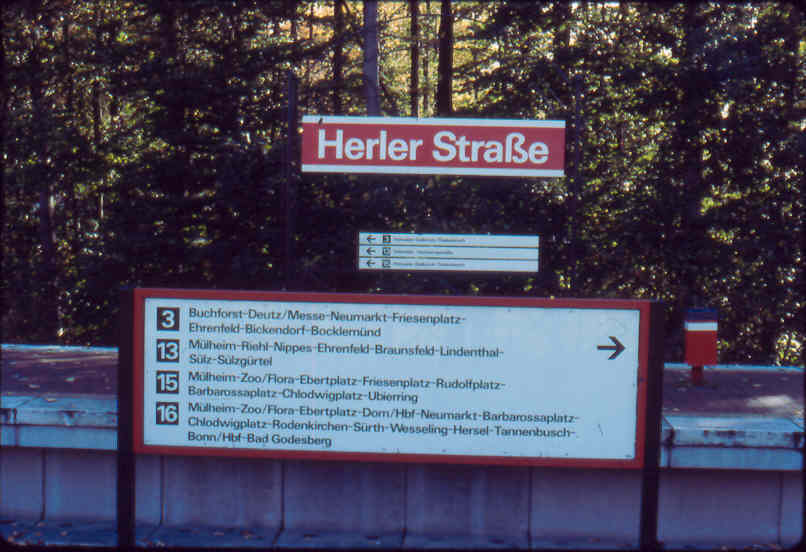 Herler Straße
← 3
←
← 16
3 Buchforst-Deutz/Messe-Neumarkt-Friesenplatz-
Ehrenfeld-Bickendorf-Bocklemünd
→
13 Mülheim-Riehl-Nippes-Ehrenfeld-Braunsfeld-Lindenthal-
Sülz-Sülzgürtel
15 Mülheim-Zoo/Flora-Ebertplatz-Friesenplatz-Rudolfplatz-
Barbarossaplatz-Chlodwigplatz-Ubierring
16 Mülheim-Zoo/Flora-Ebertplatz-Dom/Hbf-Neumarkt-Barbarossaplatz-
Chlodwigplatz-Rodenkirchen-Sürth-Wesseling-Hersel-Tannenbusch-
Bonn/Hbf-Bad Godesberg